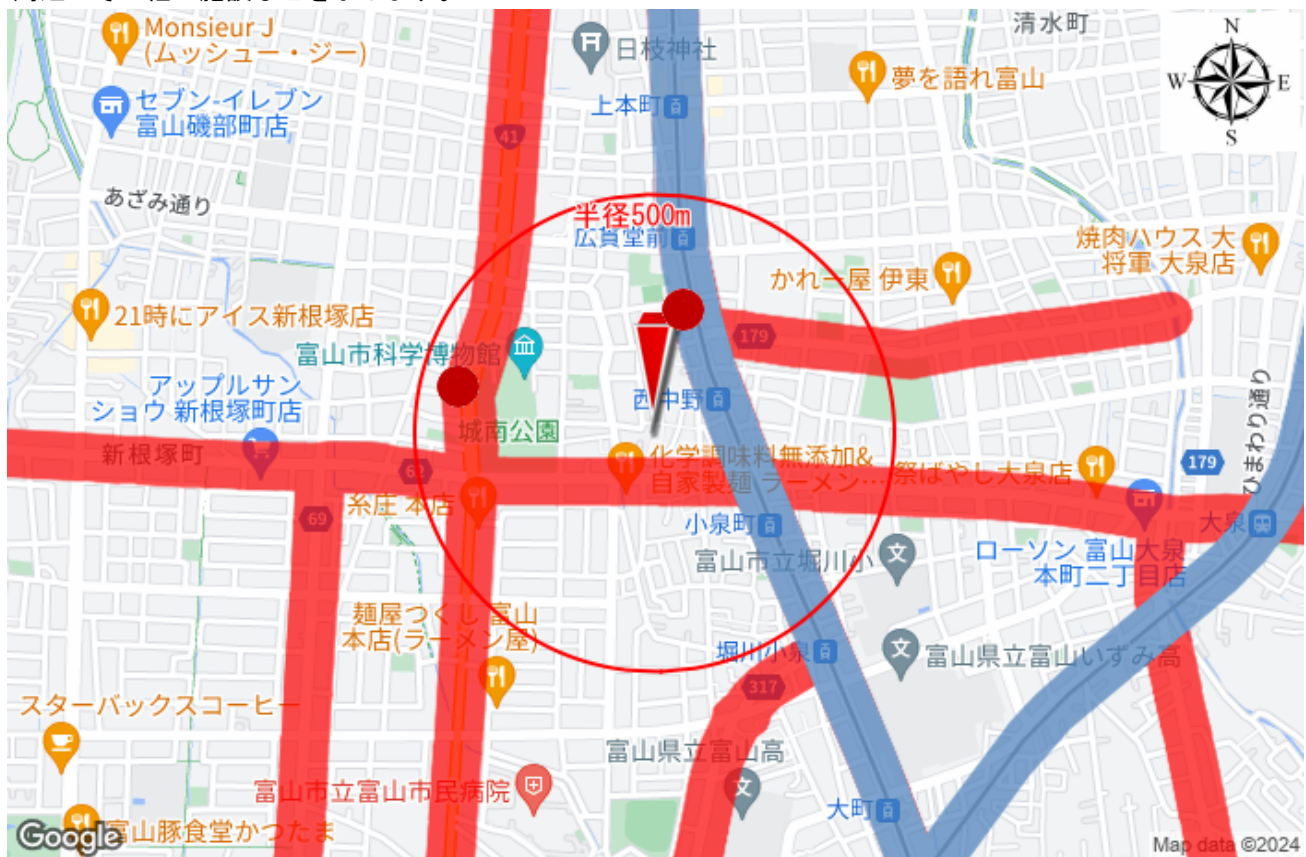 Monsieur J
(ムッシュー・ジー)
日枝神社
清水町
N
W
E
S
セブン-イレブン
富山磯部町店
上本町
夢を語れ富山
41
あざみ通り
半径500m
広貫堂前
焼肉ハウス 大
将軍 大泉店
かれー屋 伊東
21時にアイス新根塚店
富山市科学博物館
179
アップルサン
ショウ 新根塚町店
西中野
ひまわり通り
城南公園
新根塚町
62
化学調味料無添加&
自家製麺 ラーメン…
祭ばやし大泉店
179
糸庄 本店
69
小泉町
大泉
富山市立堀川小
ローソン 富山大泉
本町二丁目店
麺屋つくし 富山
本店(ラーメン屋)
堀川小泉
富山県立富山いずみ高
317
スターバックスコーヒー
富山県立富山高
富山市立富山市民病院
大町
富山豚食堂かつたま
Google
Map data ©2024